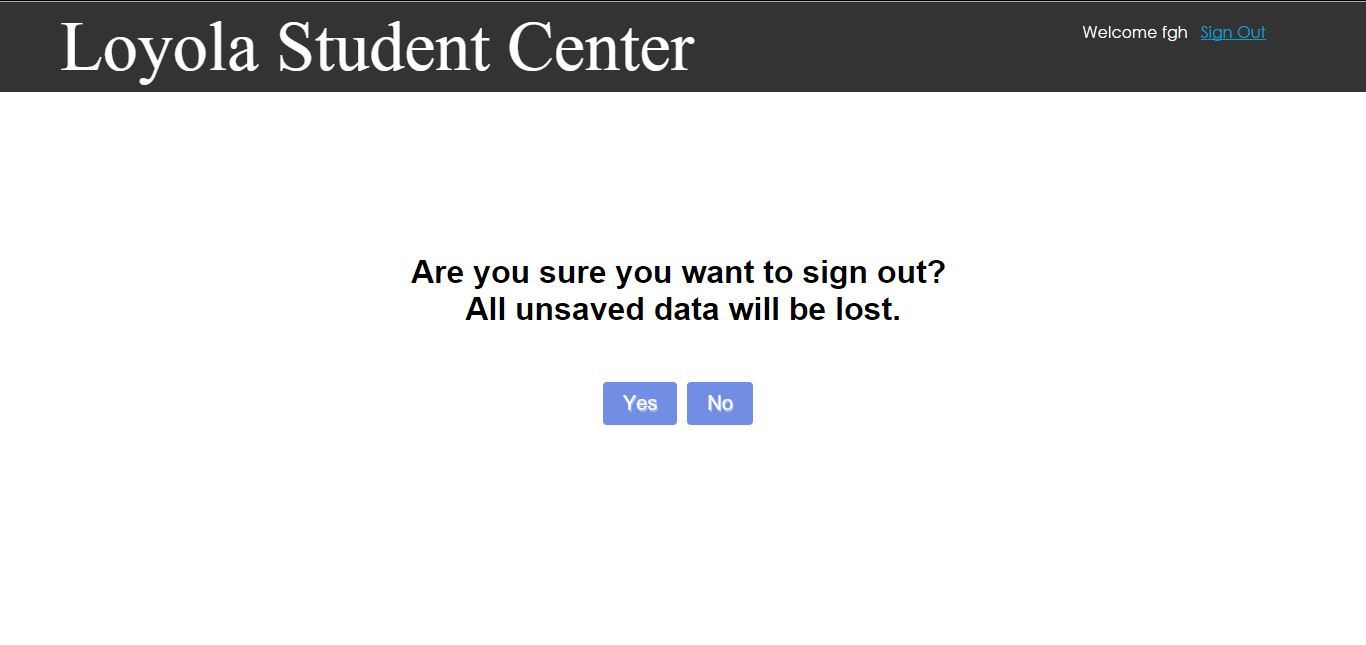 Loyola Student Center
Welcome fgh Sign Out
Are you sure you want to sign out?
All unsaved data will be lost.
Yes No